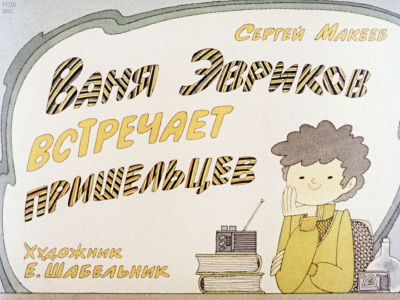 Сергей Макеев
Ваня Эвриков
встречает
пришельцев
Художник
Е. Шабельник